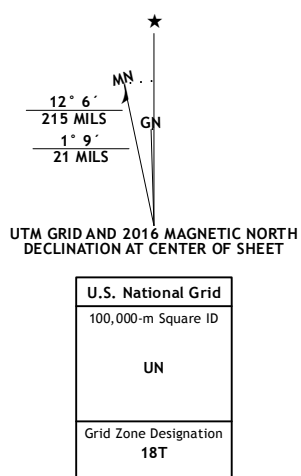 MN
12° 6´
215 MILS
GN
1° 9´
21 MILS
UTM GRID AND 2016 MAGNETIC NORTH
DECLINATION AT CENTER OF SHEET
U.S. National Grid
100,000-m Square ID
UN
Grid Zone Designation
18T